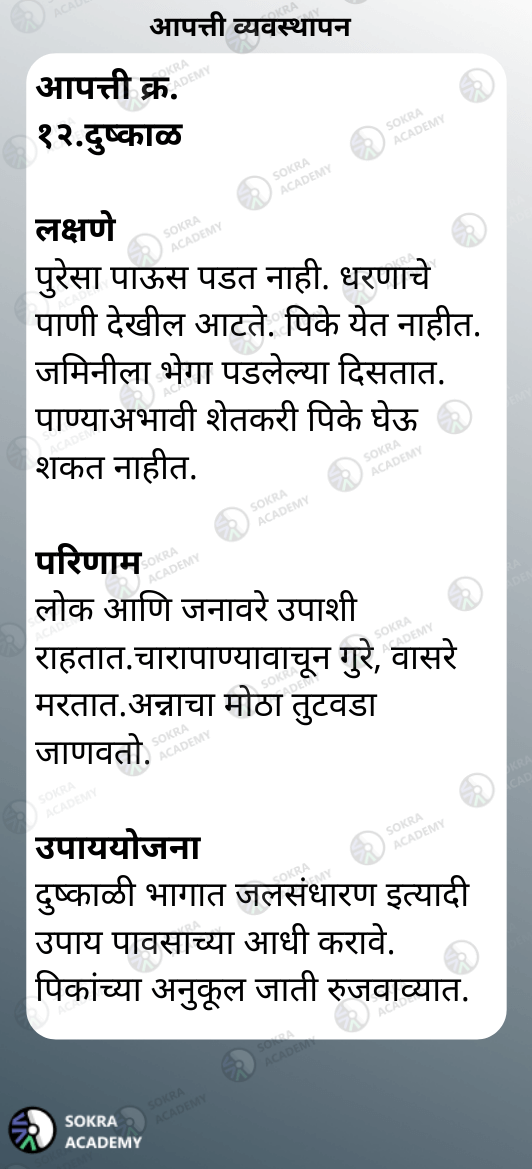 आपत्ती व्यवस्थापन
आपत्ती क्र.
१२.दुष्काळ
लक्षणे
पुरेसा पाऊस पडत नाही. धरणाचे
पाणी देखील आटते. पिके येत नाहीत.
जमिनीला भेगा पडलेल्या दिसतात.
पाण्याअभावी शेतकरी पिके घेऊ
शकत नाहीत.
परिणाम
लोक आणि जनावरे उपाशी
राहतात.चारापाण्यावाचून गुरे, वासरे
मरतात.अन्नाचा मोठा तुटवडा
जाणवतो.
उपाययोजना
दुष्काळी भागात जलसंधारण इत्यादी
उपाय पावसाच्या आधी करावे.
पिकांच्या अनुकूल जाती रुजवाव्यात.
SOKRA
ACADEMY